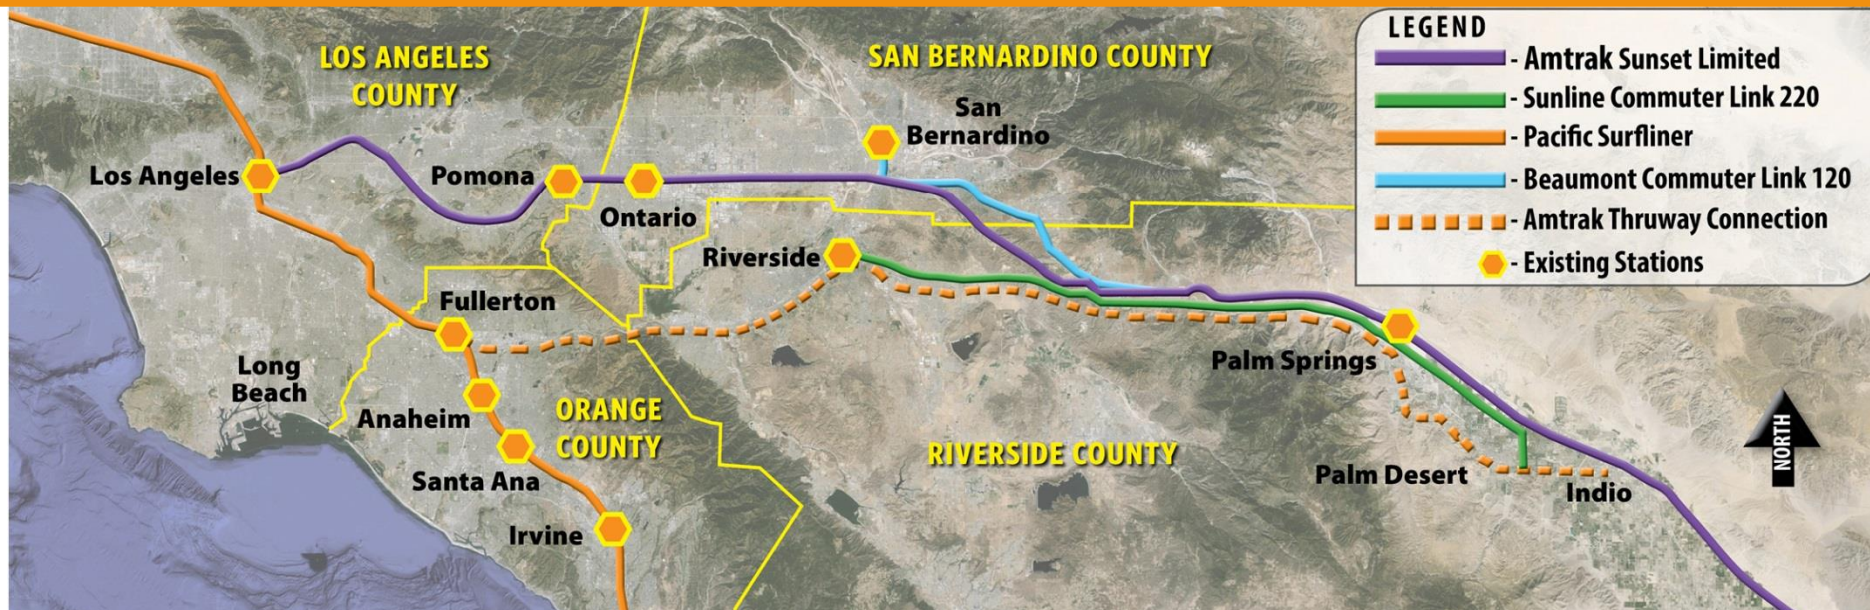 LOS ANGELES
COUNTY
SAN BERNARDINO COUNTY
San
Bernardino
Los Angeles
Pomona
Ontario
Riverside
Fullerton
Long
Beach
Anaheim
ORANGE
COUNTY
Santa Ana
Irvine
RIVERSIDE COUNTY
Palm Springs
Palm Desert
Indio
NORTH
LEGEND
- Amtrak Sunset Limited
- Sunline Commuter Link 220
- Pacific Surfliner
- Beaumont Commuter Link 120
- Amtrak Thruway Connection
- Existing Stations